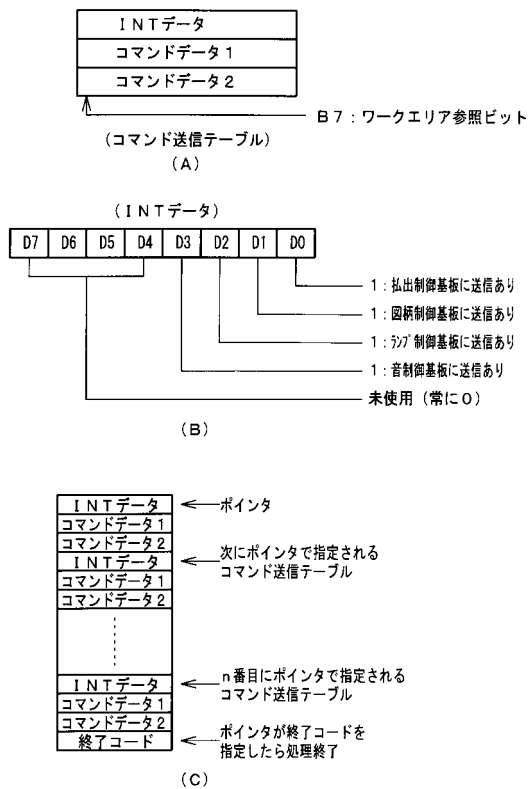 INTデータ
コマンドデータ1
コマンドデータ2
B7：ワークエリア参照ビット
(コマンド送信テーブル)
(A)
(INTデータ)
D7 D6 D5 D4 D3 D2 D1 D0
1：払出制御基板に送信あり
1：図柄制御基板に送信あり
1：ランプ制御基板に送信あり
1：音制御基板に送信あり
未使用（常に0）
(B)
INTデータ
ポインタ
コマンドデータ1
コマンドデータ2
INTデータ
次にポインタで指定される
コマンド送信テーブル
コマンドデータ1
コマンドデータ2
INTデータ
n番目にポインタで指定される
コマンド送信テーブル
コマンドデータ1
コマンドデータ2
終了コード
ポインタが終了コードを
指定したら処理終了
(C)